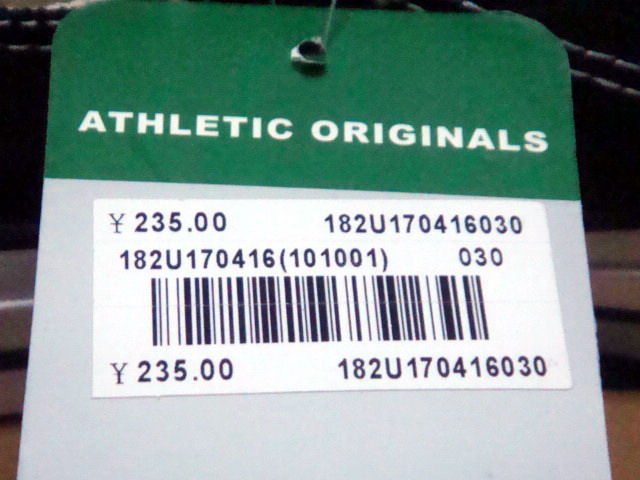 ATHLETIC ORIGINALS
¥ 235.00 182U170416030
182U170416(101001) 030
¥ 235.00 182U170416030